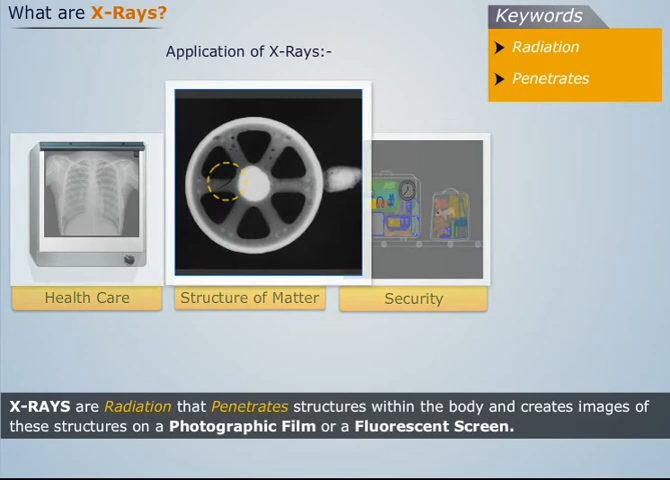 What are X-Rays?
Keywords
Radiation
Penetrates
Application of X-Rays:-
Health Care
Structure of Matter
Security
X-RAYS are Radiation that Penetrates structures within the body and creates images of
these structures on a Photographic Film or a Fluorescent Screen.